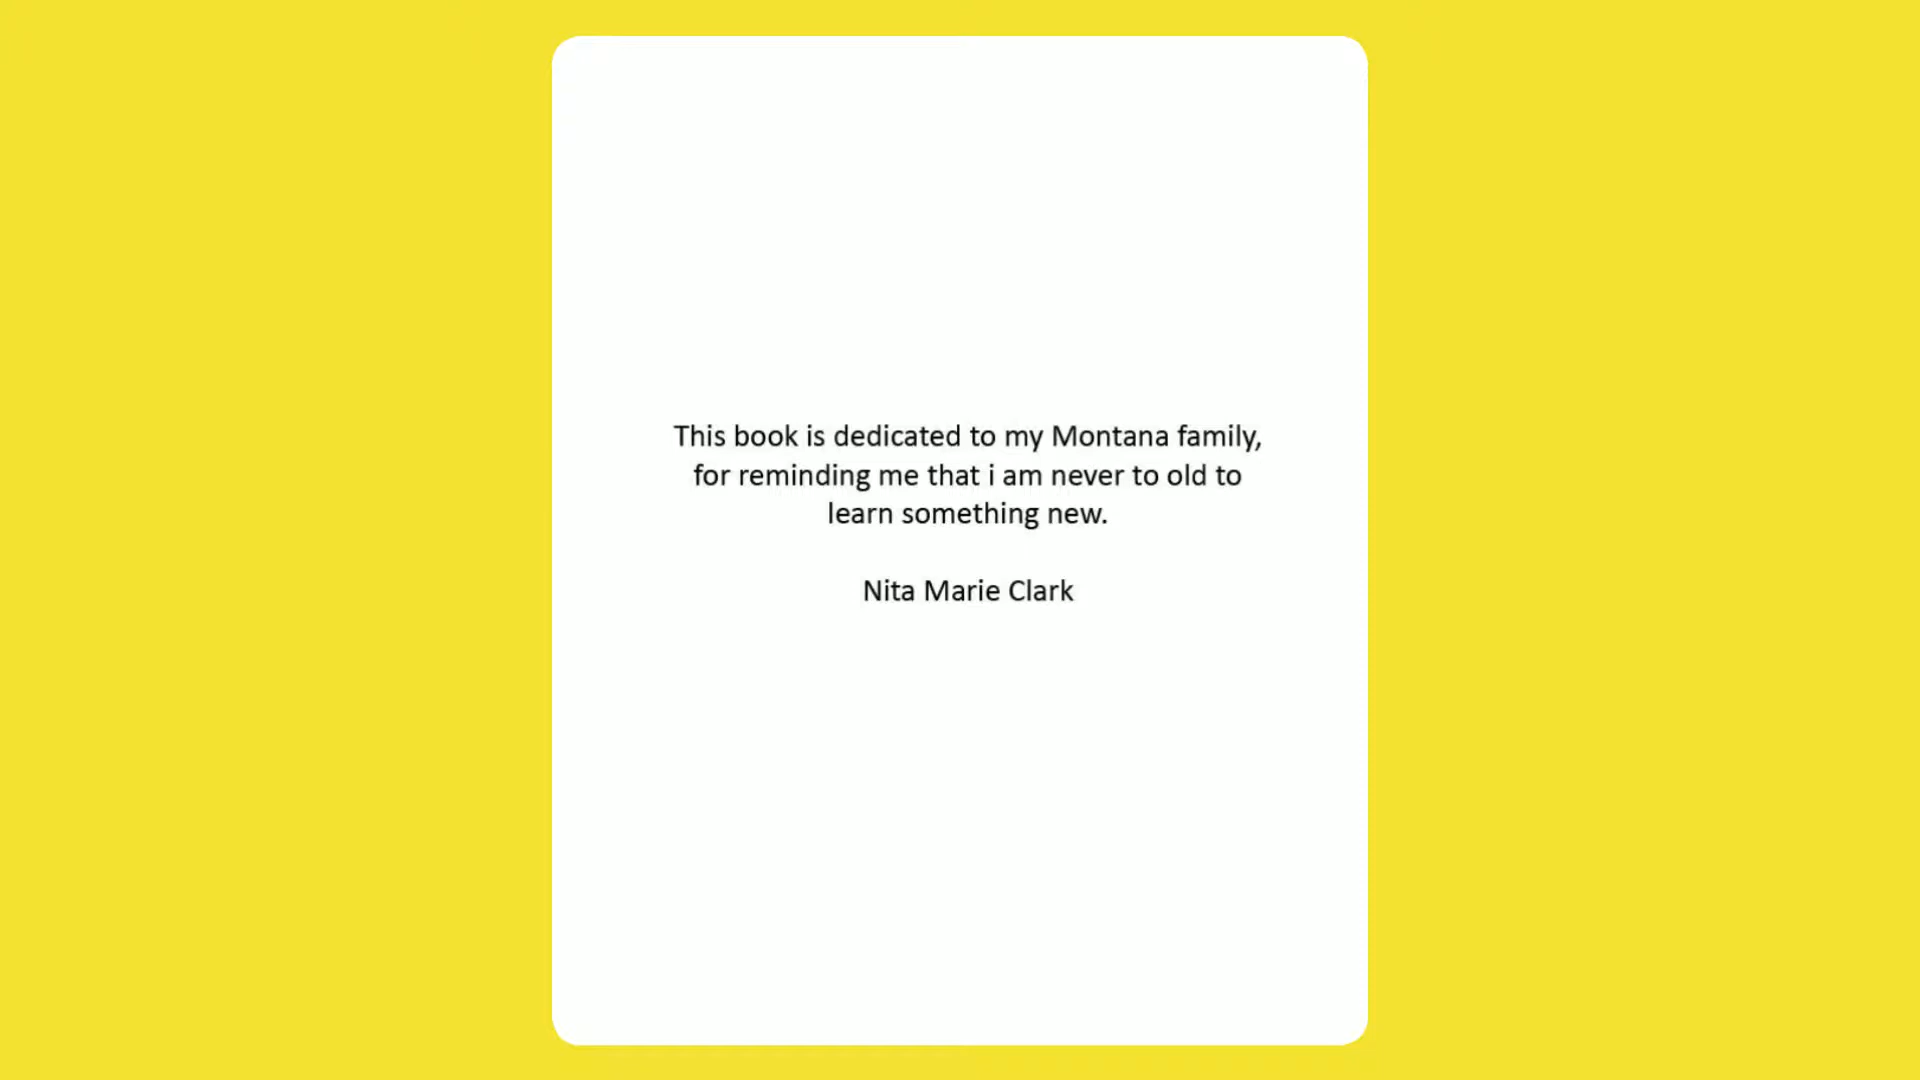 This book is dedicated to my Montana family,
for reminding me that i am never to old to
learn something new.
Nita Marie Clark